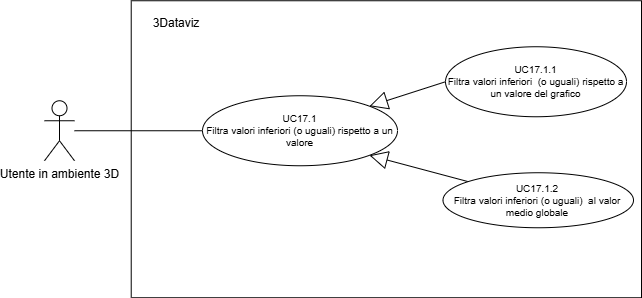 3Dataviz
UC17.1.1
Filtra valori inferiori (o uguali) rispetto a
un valore del grafico
UC17.1
Filtra valori inferiori (o uguali) rispetto a un
valore
Utente in ambiente 3D
UC17.1.2
Filtra valori inferiori (o uguali) al valor
medio globale